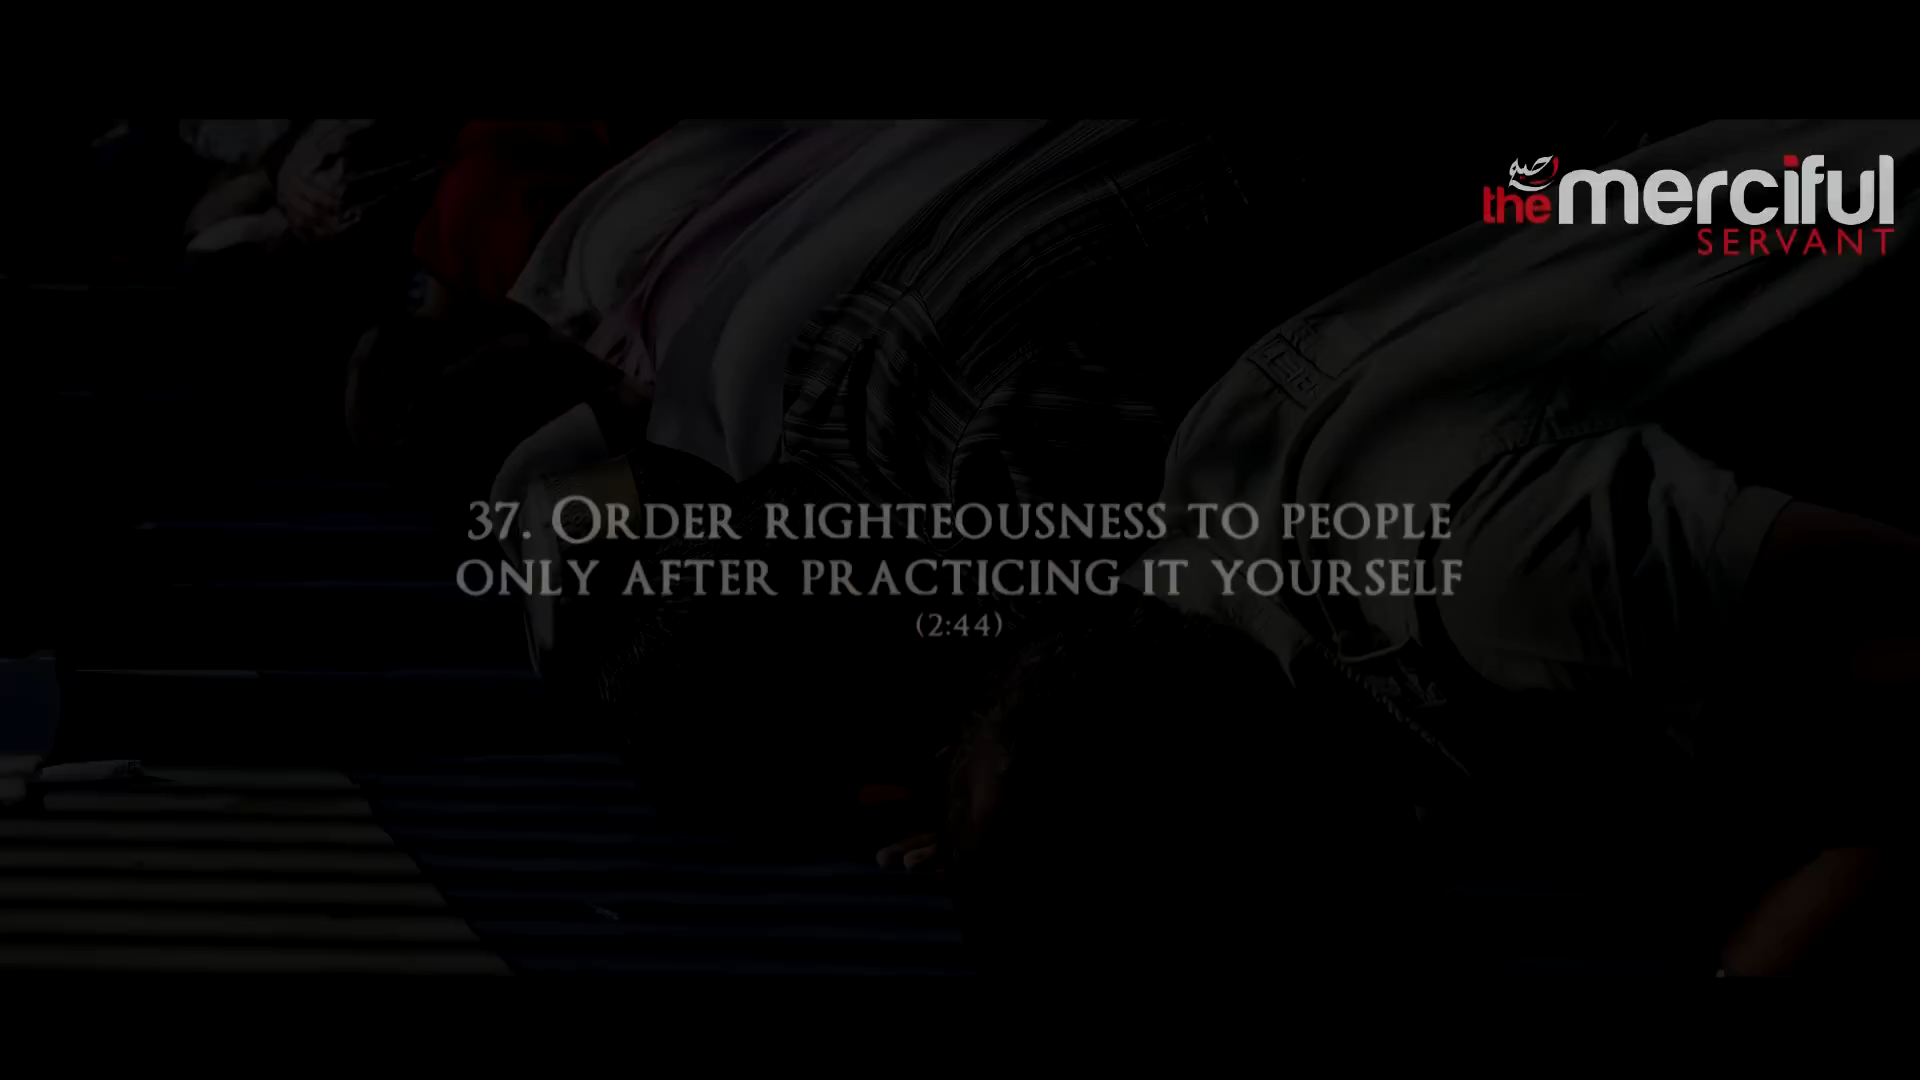 the merciful
SERVANT
37. ORDER RIGHTEOUSNESS TO PEOPLE
ONLY AFTER PRACTICING IT YOURSELF
(2:44)